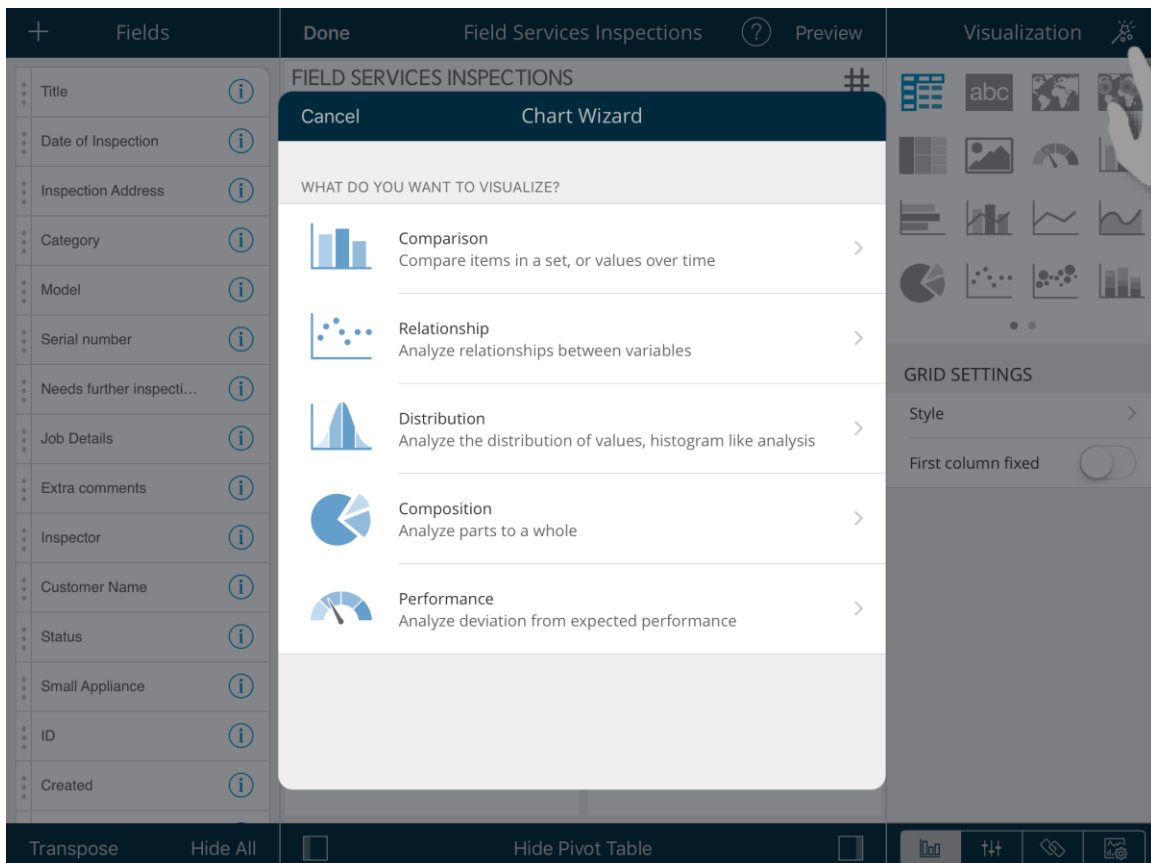 Fields
Done
Field Services Inspections
?
Preview
Visualization
Title
i
Date of Inspection
i
Inspection Address
i
Category
i
Model
i
Serial number
i
Needs further inspecti...
i
Job Details
i
Extra comments
i
Inspector
i
Customer Name
i
Status
i
Small Appliance
i
ID
i
Created
i
Transpose
Hide All
FIELD SERVICES INSPECTIONS
#
Cancel
Chart Wizard
WHAT DO YOU WANT TO VISUALIZE?
Comparison
Compare items in a set, or values over time
Relationship
Analyze relationships between variables
Distribution
Analyze the distribution of values, histogram like analysis
Composition
Analyze parts to a whole
Performance
Analyze deviation from expected performance
Hide Pivot Table
abc
GRID SETTINGS
Style
First column fixed